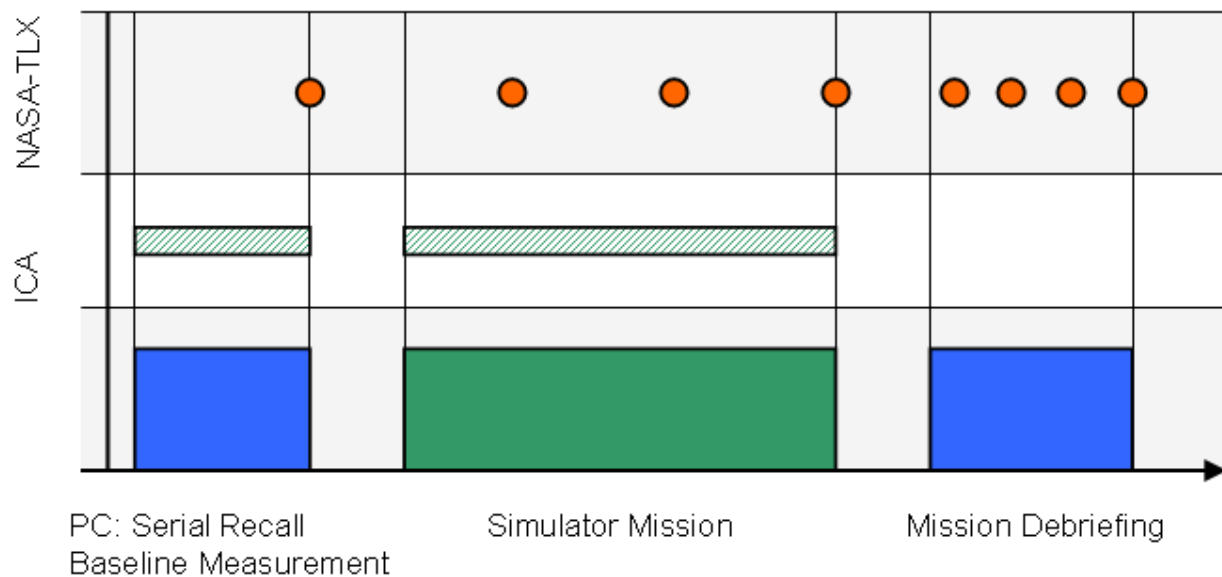 NASA-TLX
ICA
PC: Serial Recall
Baseline Measurement
Simulator Mission
Mission Debriefing